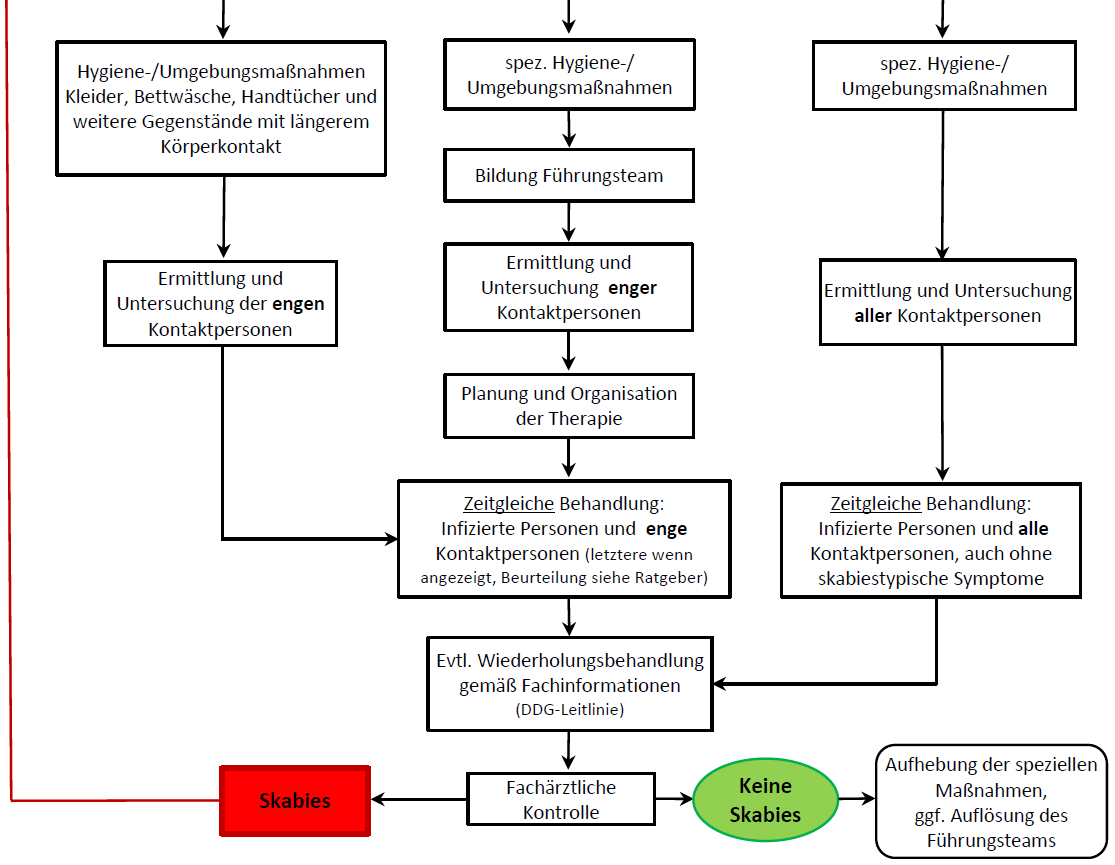 Hygiene-/Umgebungsmaßnahmen
Kleider, Bettwäsche, Handtücher und
weitere Gegenstände mit längerem
Körperkontakt
Ermittlung und
Untersuchung der engen
Kontaktpersonen
spez. Hygiene-/
Umgebungsmaßnahmen
Bildung Führungsteam
Ermittlung und
Untersuchung enger
Kontaktpersonen
Planung und Organisation
der Therapie
Zeitgleiche Behandlung:
Infizierte Personen und enge
Kontaktpersonen (letztere wenn
angezeigt, Beurteilung siehe Ratgeber)
spez. Hygiene-/
Umgebungsmaßnahmen
Ermittlung und Untersuchung
aller Kontaktpersonen
Zeitgleiche Behandlung:
Infizierte Personen und alle
Kontaktpersonen, auch ohne
skabiestypische Symptome
Evtl. Wiederholungsbehandlung
gemäß Fachinformationen
(DDG-Leitlinie)
Fachärztliche
Kontrolle
Skabies
Keine
Skabies
Aufhebung der speziellen
Maßnahmen,
ggf. Auflösung des
Führungsteams